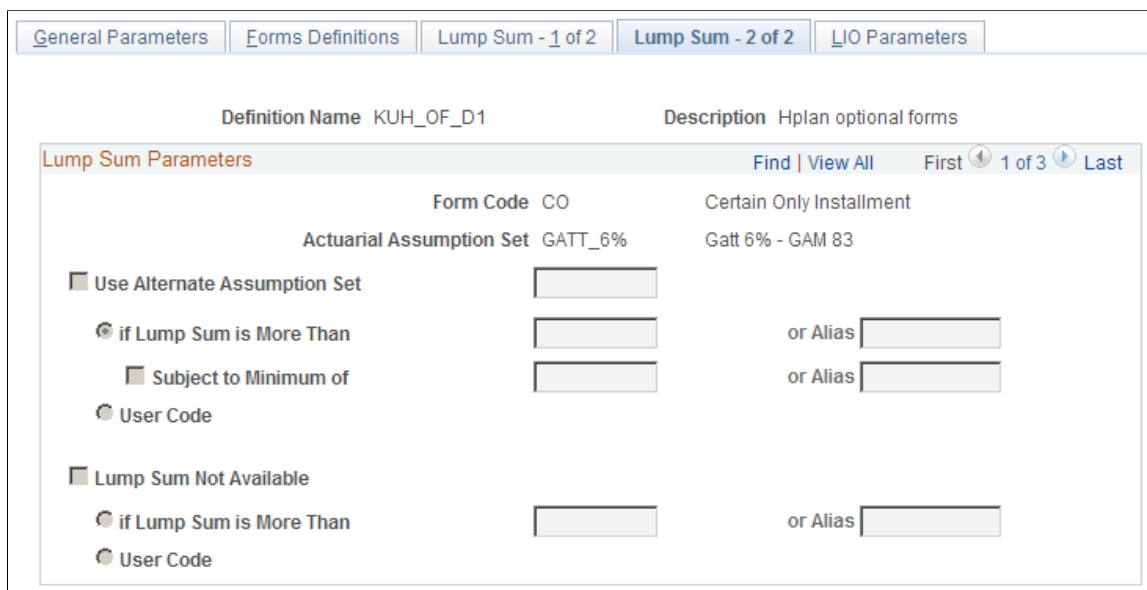 General Parameters Forms Definitions Lump Sum - 1 of 2 Lump Sum - 2 of 2 LIO Parameters
Definition Name KUH_OF_D1 Description Hplan optional forms
Lump Sum Parameters Find | View All First 1 of 3 Last
Form Code CO Certain Only Installment
Actuarial Assumption Set GATT_6% Gatt 6% - GAM 83
Use Alternate Assumption Set
if Lump Sum is More Than or Alias
Subject to Minimum of or Alias
User Code
Lump Sum Not Available
if Lump Sum is More Than or Alias
User Code